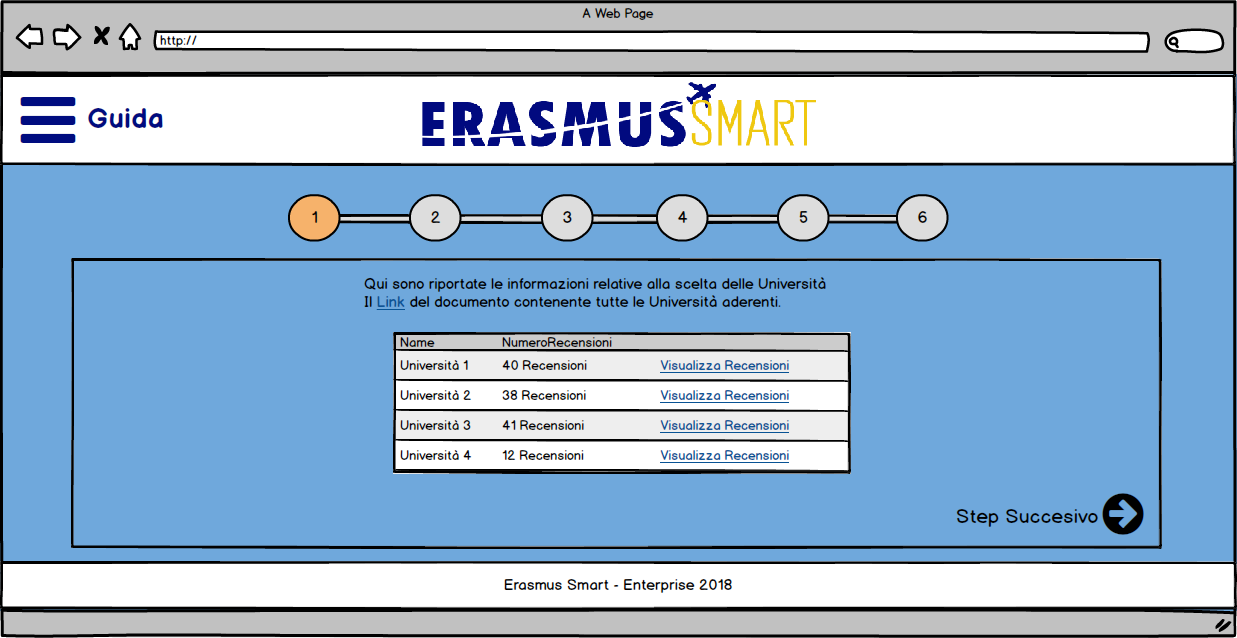 A Web Page
http://
Guida
ERASMUS SMART
1 2 3 4 5 6
Qui sono riportate le informazioni relative alla scelta delle Università
Il Link del documento contenente tutte le Università aderenti.
Name NumeroRecensioni
Università 1 40 Recensioni Visualizza Recensioni
Università 2 38 Recensioni Visualizza Recensioni
Università 3 41 Recensioni Visualizza Recensioni
Università 4 12 Recensioni Visualizza Recensioni
Step Succesivo
Erasmus Smart - Enterprise 2018